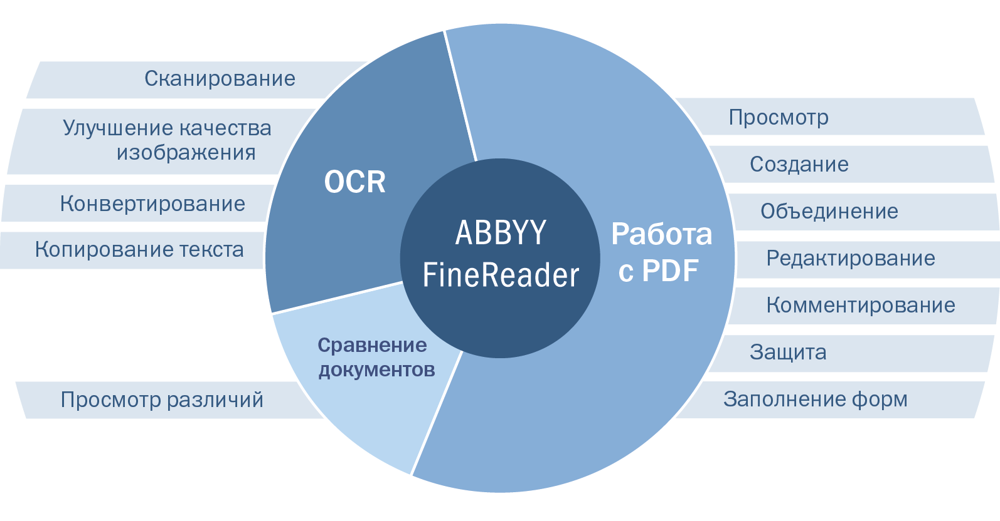 Сканирование
Улучшение качества
изображения
Конвертирование
Копирование текста
Просмотр различий
OCR
Сравнение
документов
ABBYY
FineReader
Работа
с PDF
Просмотр
Создание
Объединение
Редактирование
Комментирование
Защита
Заполнение форм